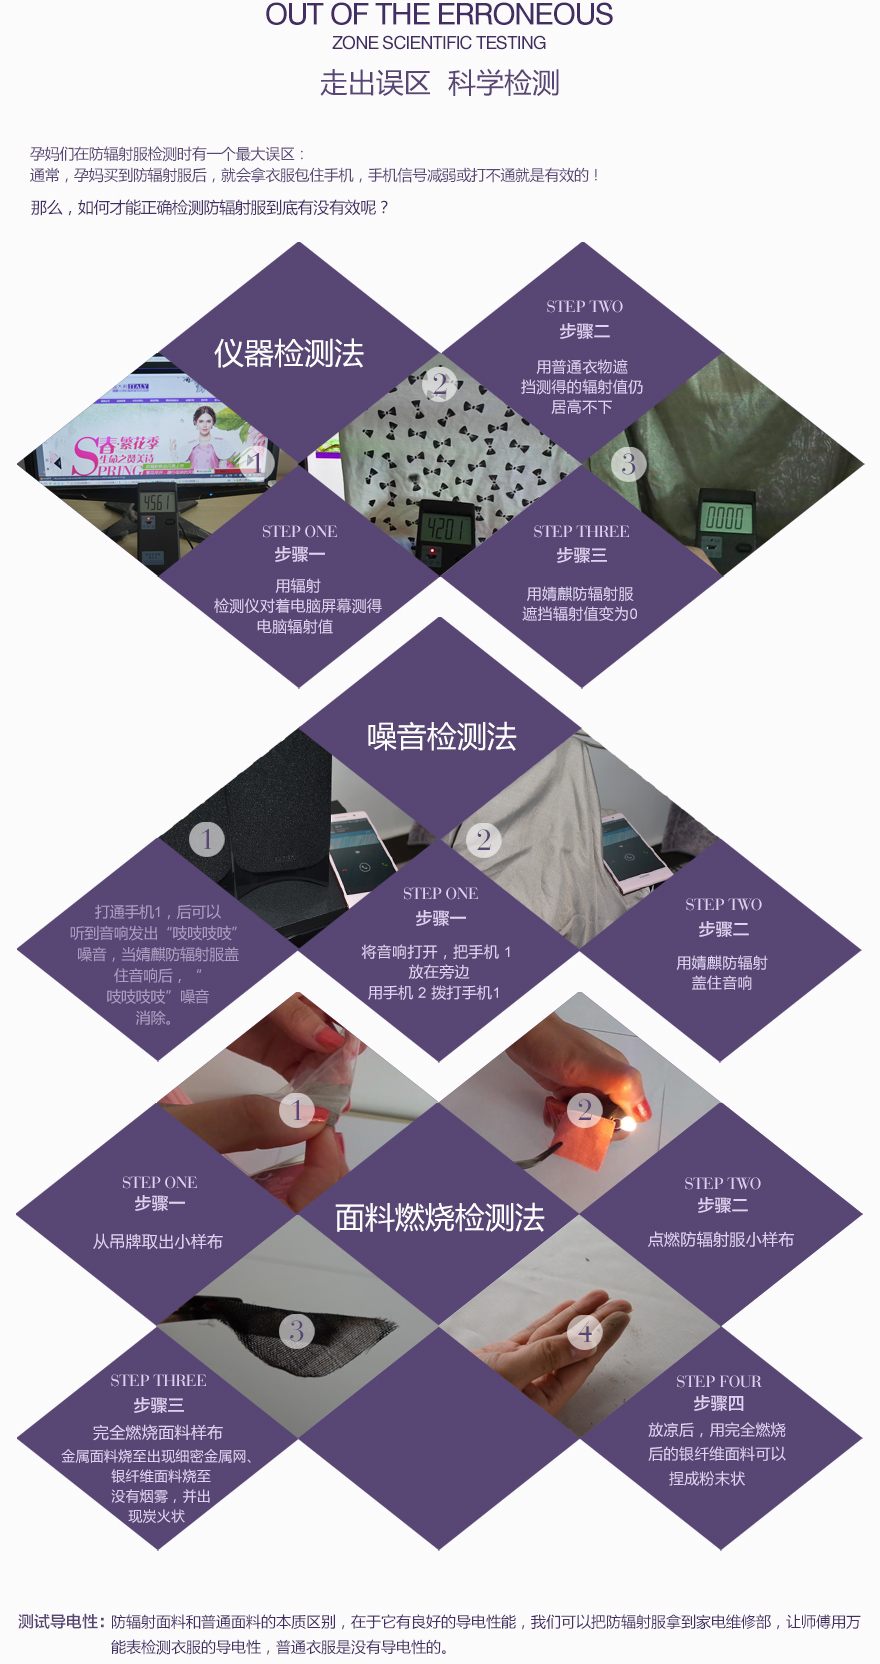 OUT OF THE ERRONEOUS
ZONE SCIENTIFIC TESTING
走出误区 科学检测
孕妈们在防辐射服检测时有一个最大误区：
通常，孕妈买到防辐射服后，就会拿衣服包住手机，手机信号减弱或打不通就是有效的！
那么，如何才能正确检测防辐射服到底有没有效呢？
仪器检测法
STEP TWO
步骤二
用普通衣物遮
挡测得的辐射值仍
居高不下
ITALY
春·繁花季
生命之赞美诗
SPRING
4561
1
2
4201
3
0000
STEP ONE
步骤一
用辐射
检测仪对着电脑屏幕测得
电脑辐射值
STEP THREE
步骤三
用婧麒防辐射服
遮挡辐射值变为0
噪音检测法
1
2
打通手机1，后可以
听到音响发出“吱吱吱吱”
噪音，当婧麒防辐射服盖
住音响后，“
吱吱吱吱”噪音
消除。
STEP ONE
步骤一
将音响打开，把手机 1
放在旁边
用手机 2 拨打手机1
STEP TWO
步骤二
用婧麒防辐射
盖住音响
1
2
STEP ONE
步骤一
从吊牌取出小样布
面料燃烧检测法
STEP TWO
步骤二
点燃防辐射服小样布
3
4
STEP THREE
步骤三
完全燃烧面料样布
金属面料烧至出现细密金属网、
银纤维面料烧至
没有烟雾，并出
现炭火状
STEP FOUR
步骤四
放凉后，用完全燃烧
后的银纤维面料可以
捏成粉末状
测试导电性：防辐射面料和普通面料的本质区别，在于它有良好的导电性能，我们可以把防辐射服拿到家电维修部，让师傅用万
能表检测衣服的导电性，普通衣服是没有导电性的。